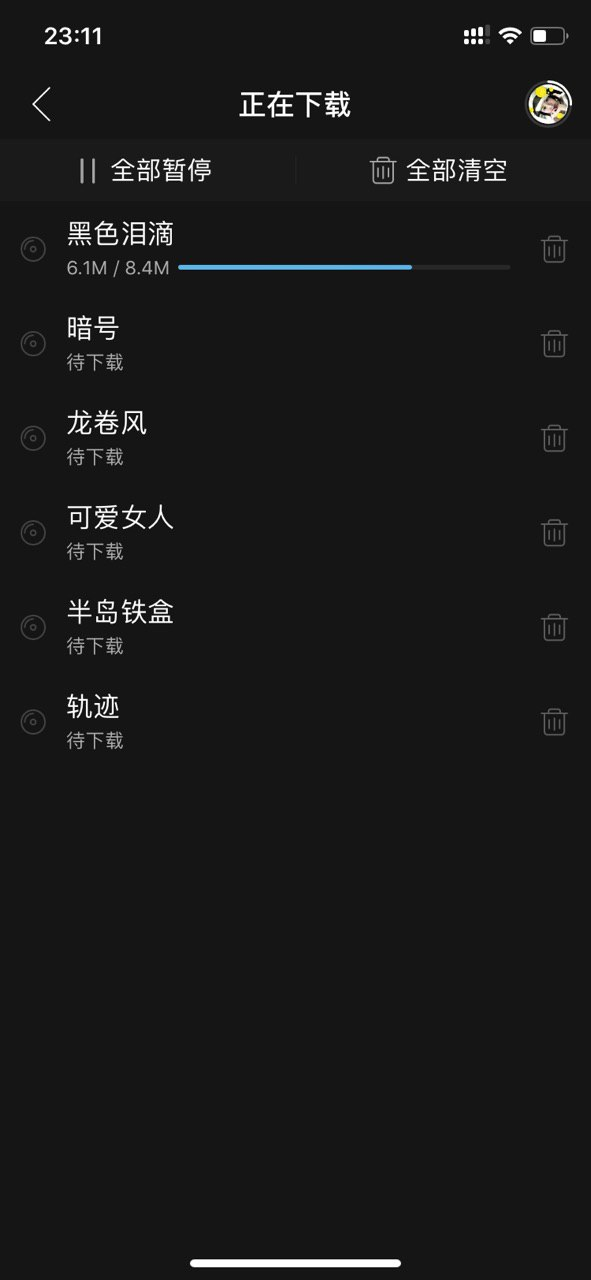 23:11
正在下载
全部暂停
全部清空
黑色泪滴
6.1M / 8.4M
暗号
待下载
龙卷风
待下载
可爱女人
待下载
半岛铁盒
待下载
轨迹
待下载